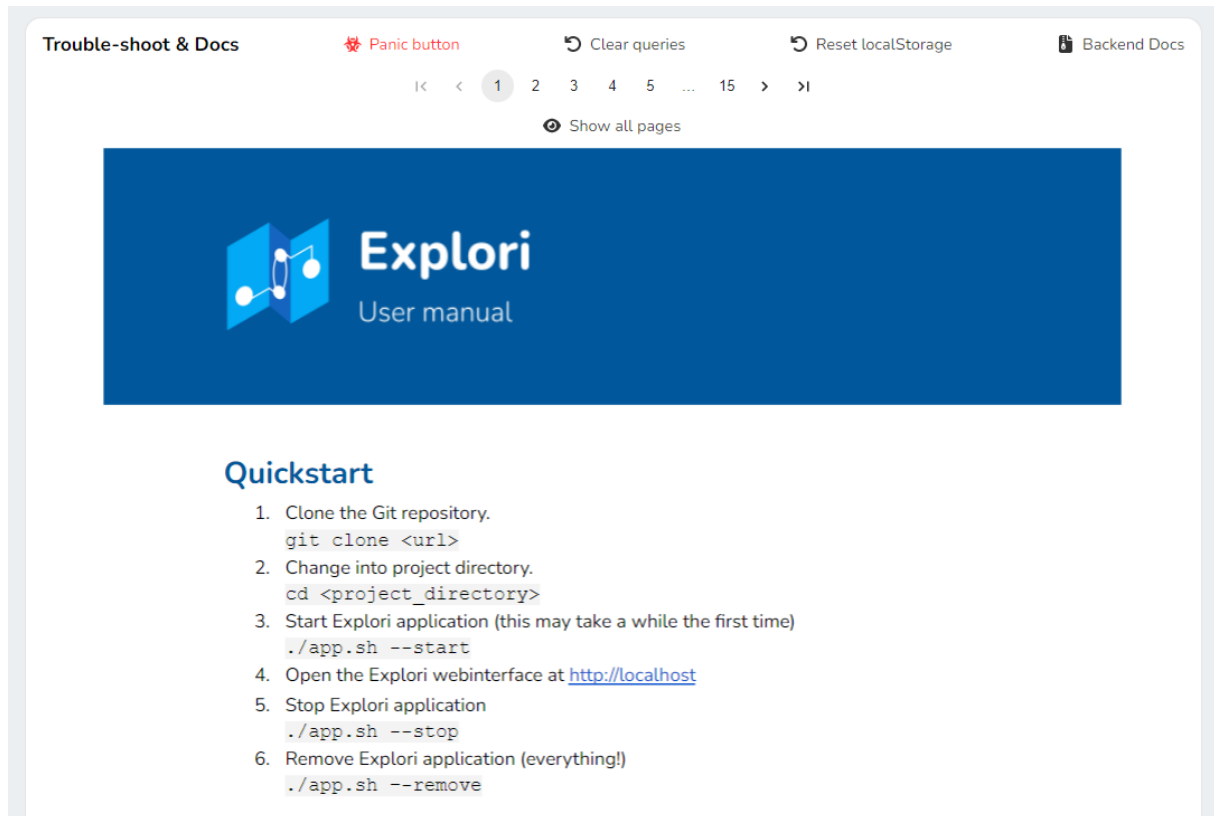 Trouble-shoot & Docs Panic button Clear queries Reset localStorage Backend Docs
1 2 3 4 5 ... 15
Show all pages
Explori
User manual
Quickstart
1. Clone the Git repository.
git clone <url>
2. Change into project directory.
cd <project_directory>
3. Start Explori application (this may take a while the first time)
./app.sh --start
4. Open the Explori webinterface at http://localhost
5. Stop Explori application
./app.sh --stop
6. Remove Explori application (everything!)
./app.sh --remove